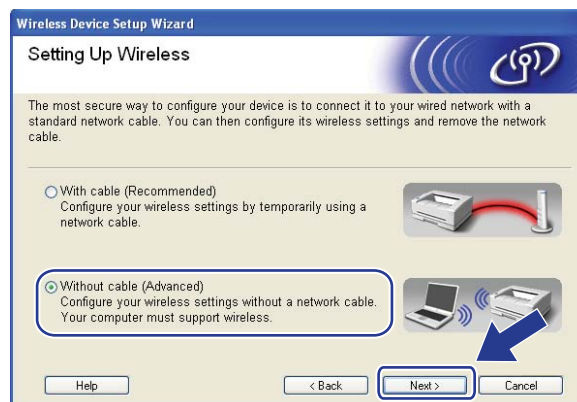 Wireless Device Setup Wizard
Setting Up Wireless
The most secure way to configure your device is to connect it to your wired network with a
standard network cable. You can then configure its wireless settings and remove the network
cable.
With cable (Recommended)
Configure your wireless settings by temporarily using a
network cable.
Without cable (Advanced)
Configure your wireless settings without a network cable.
Your computer must support wireless.
Help
< Back
Next >
Cancel